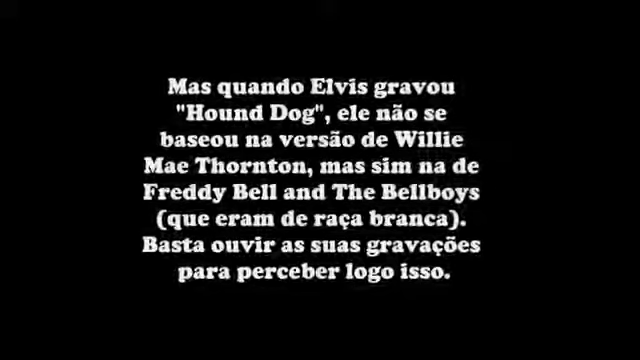 Mas quando Elvis gravou
"Hound Dog", ele não se
baseou na versão de Willie
Mae Thornton, mas sim na de
Freddy Bell and The Bellboys
(que eram de raça branca).
Basta ouvir as suas gravações
para perceber logo isso.